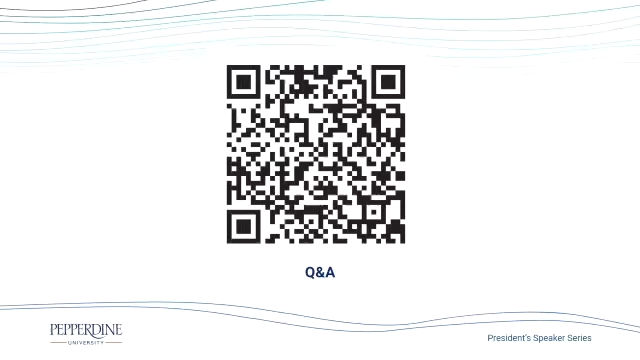 Q&A
PEPPERDINE
UNIVERSITY
President's Speaker Series